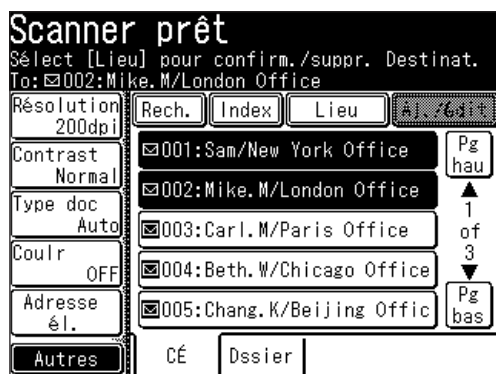 Scanner prêt
Sélect [Lieu] pour confirm./suppr. Destinat.
To:002:Mike.M/London Office
Résolution
200dpi
Rech. Index Lieu Aj./Édit
Contrast
Normal
001:Sam/New York Office
Pg
hau
002:Mike.M/London Office
Type doc
Auto
1
of
3
003:Carl.M/Paris Office
Coulr
OFF
004:Beth.W/Chicago Office
Adresse
él.
005:Chang.K/Beijing Offic
Pg
bas
Autres CÉ Dssier